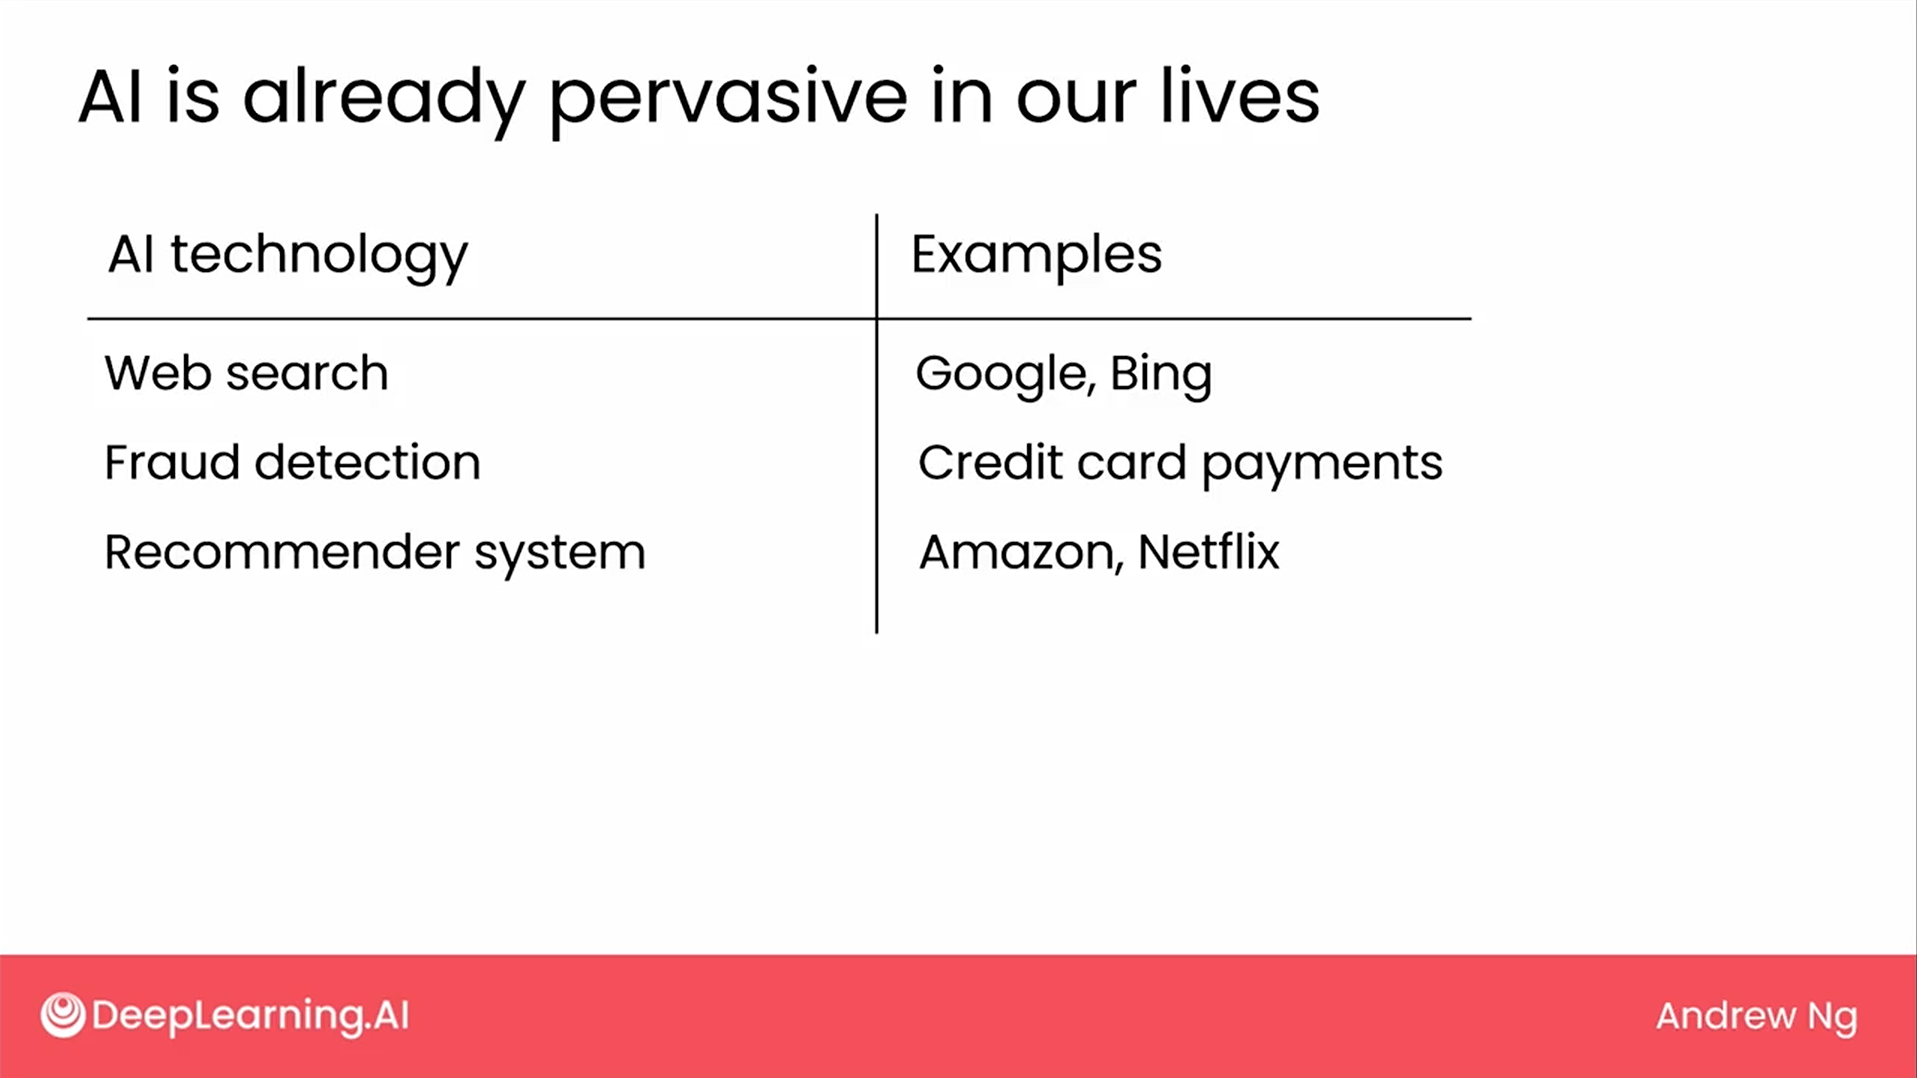 AI is already pervasive in our lives
AI technology Examples
Web search Google, Bing
Fraud detection Credit card payments
Recommender system Amazon, Netflix
DeepLearning.AI Andrew Ng